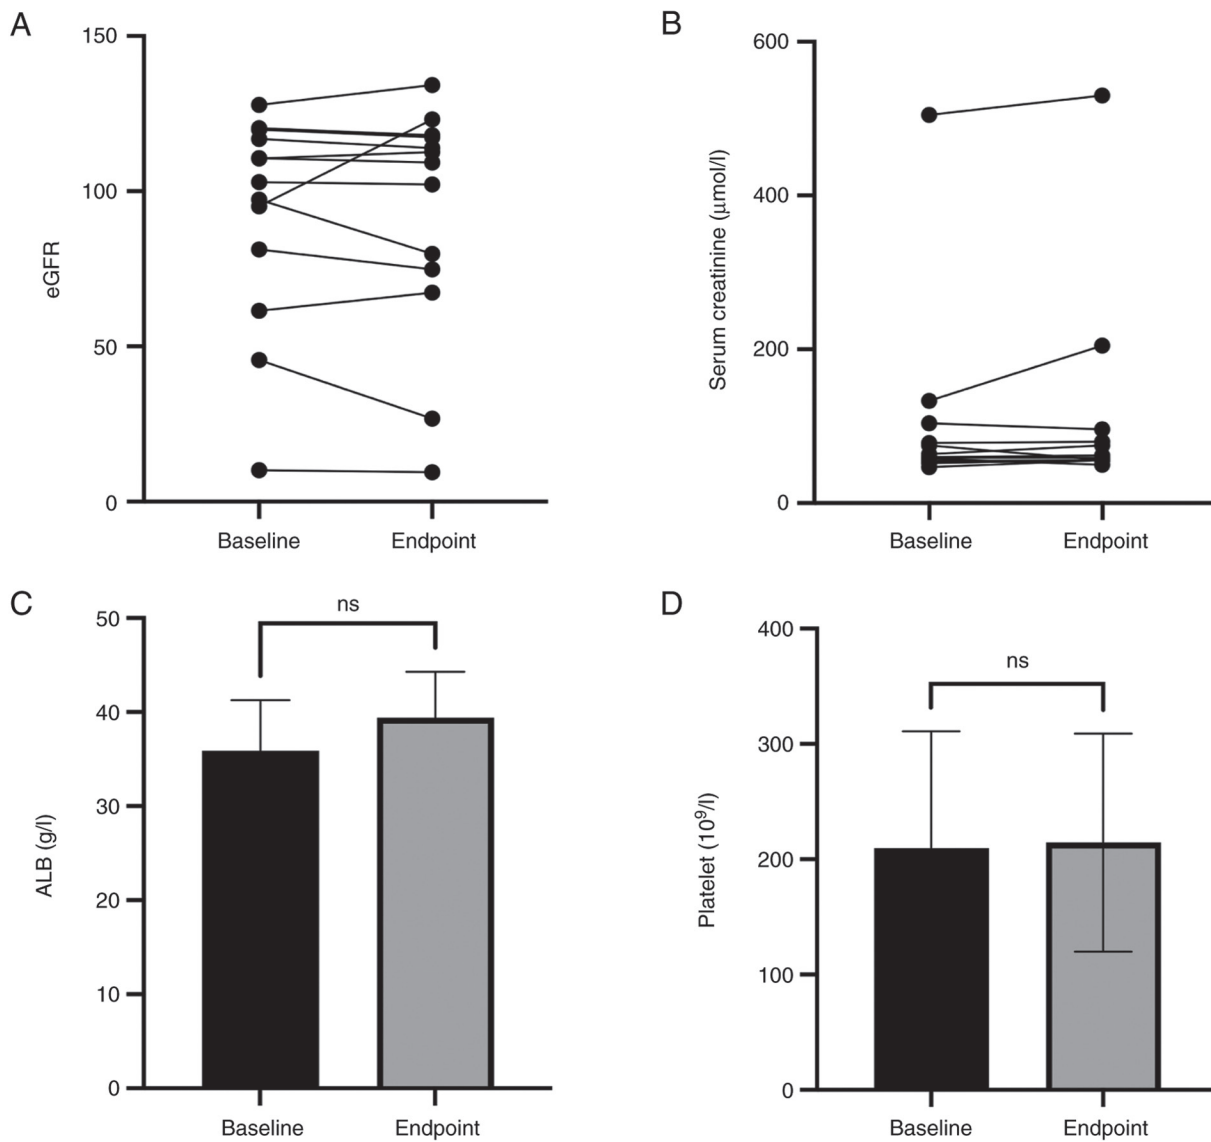 A
150
100
50
0
eGFR
Baseline
Endpoint
B
600
400
200
0
Serum creatinine (μmol/l)
Baseline
Endpoint
C
50
40
30
20
10
0
ALB (g/l)
ns
Baseline
Endpoint
D
400
300
200
100
0
Platelet (10⁹/l)
ns
Baseline
Endpoint